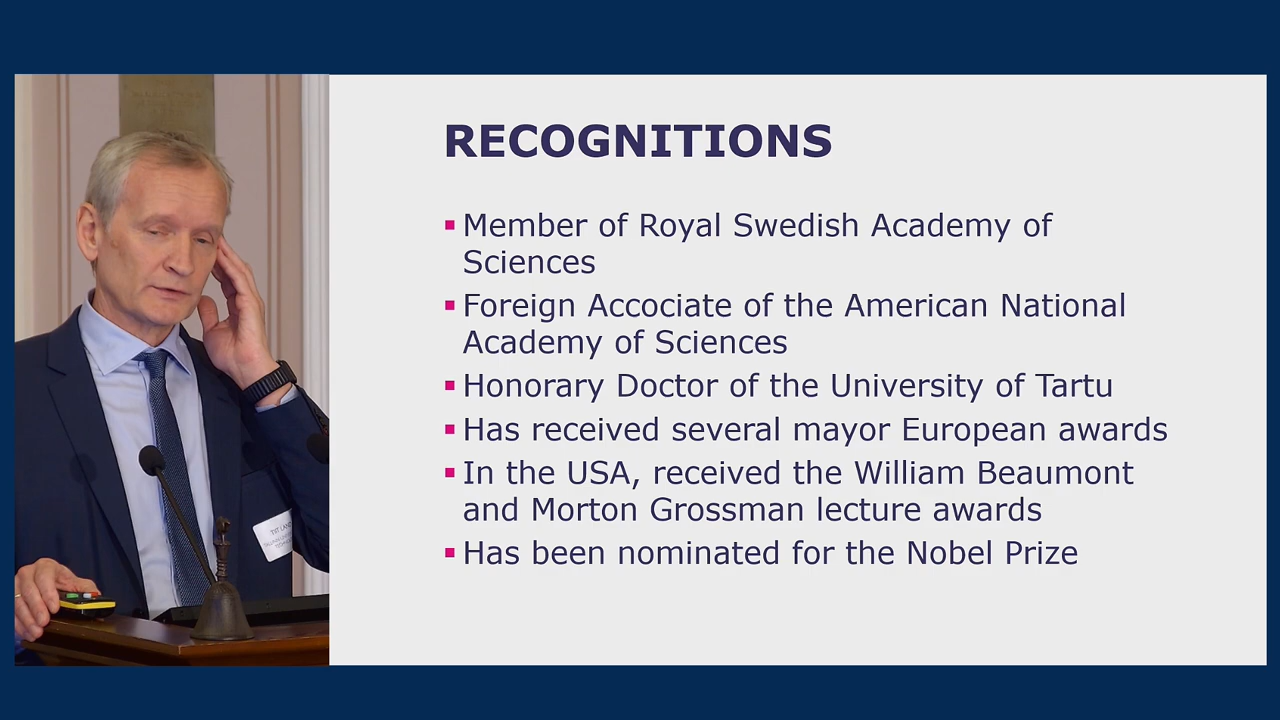 RECOGNITIONS
▪ Member of Royal Swedish Academy of
Sciences
▪ Foreign Accociate of the American National
Academy of Sciences
▪ Honorary Doctor of the University of Tartu
▪ Has received several mayor European awards
▪ In the USA, received the William Beaumont
and Morton Grossman lecture awards
▪ Has been nominated for the Nobel Prize